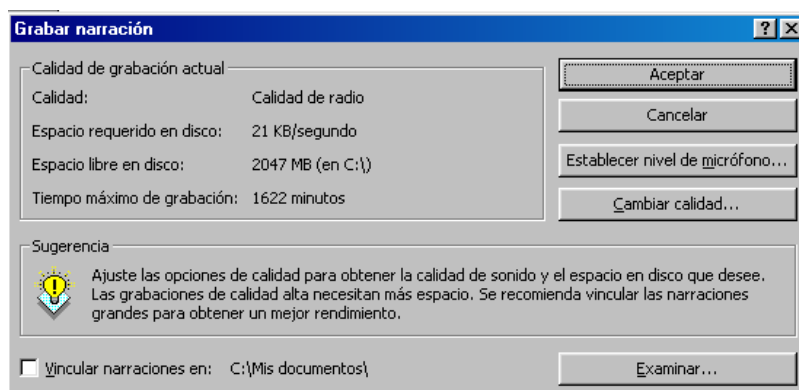 Grabar narración
Calidad de grabación actual
Calidad: Calidad de radio
Espacio requerido en disco: 21 KB/segundo
Espacio libre en disco: 2047 MB (en C:\)
Tiempo máximo de grabación: 1622 minutos
Aceptar
Cancelar
Establecer nivel de micrófono...
Cambiar calidad...
Sugerencia
Ajuste las opciones de calidad para obtener la calidad de sonido y el espacio en disco que desee.
Las grabaciones de calidad alta necesitan más espacio. Se recomienda vincular las narraciones
grandes para obtener un mejor rendimiento.
Vincular narraciones en: C:\Mis documentos\
Examinar...